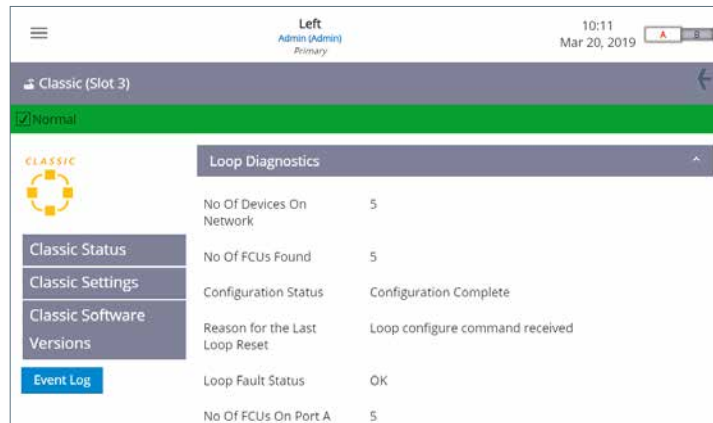 Left
Admin (Admin)
Primary
10:11
Mar 20, 2019
A B
Classic (Slot 3)
Normal
CLASSIC
Classic Status
Classic Settings
Classic Software
Versions
Event Log
Loop Diagnostics
No Of Devices On
Network
5
No Of FCUs Found
5
Configuration Status
Configuration Complete
Reason for the Last
Loop Reset
Loop configure command received
Loop Fault Status
OK
No Of FCUs On Port A
5